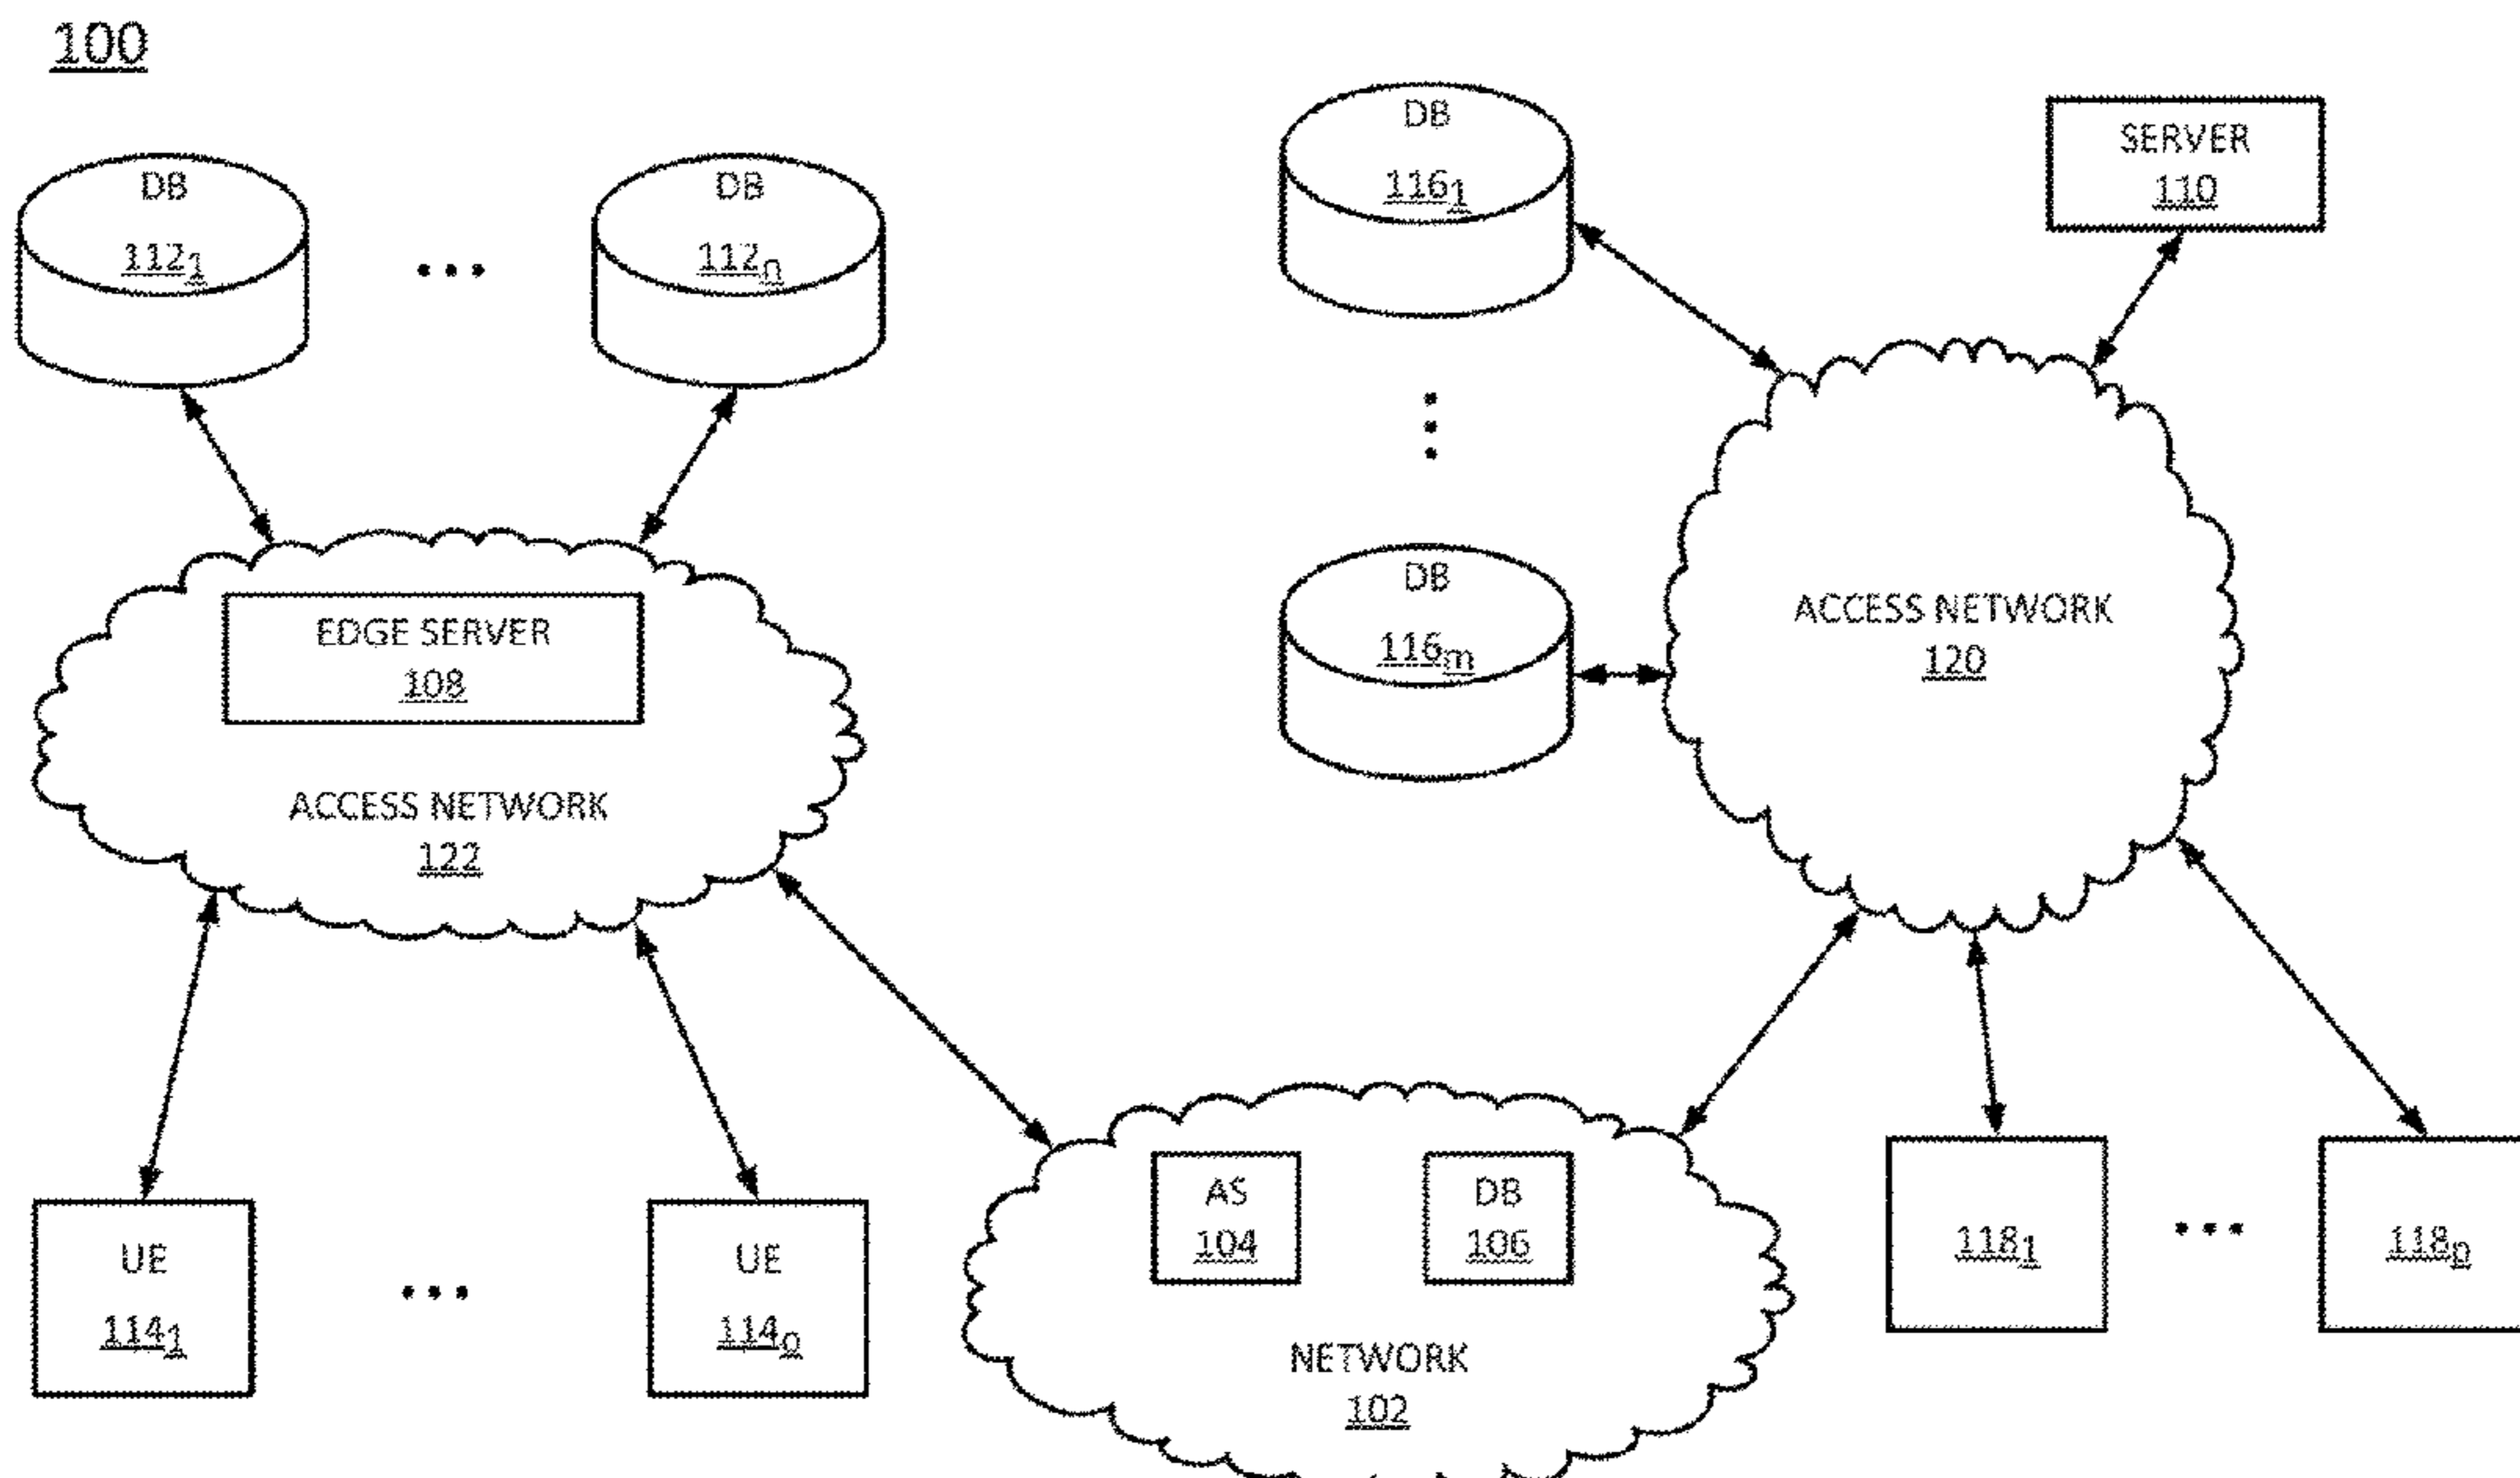 100
DB
112₁
DB
112ₙ
DB
116₁
SERVER
110
EDGE SERVER
108
ACCESS NETWORK
122
DB
116ₘ
ACCESS NETWORK
120
UE
114₁
UE
114ₒ
AS
104
DB
106
NETWORK
102
118₁
118ₚ